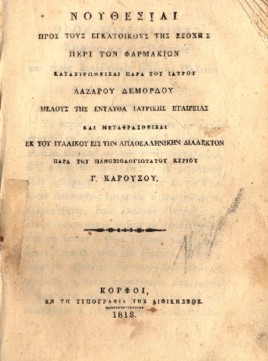 ΝΟΥΘΕΣΙΑΙ
ΠΡΟΣ ΤΟΥΣ ΕΓΚΑΤΟΙΚΟΥΣ ΤΗΣ ΕΞΟΧΗΣ
ΠΕΡΙ ΤΩΝ ΦΑΡΜΑΚΙΩΝ
ΚΑΤΑΣΤΡΩΘΕΙΣΑΙ ΠΑΡΑ ΤΟΥ ΙΑΤΡΟΥ
ΛΑΖΑΡΟΥ ΔΕΜΟΡΔΟΥ
ΜΕΛΟΥΣ ΤΗΣ ΕΝΤΑΥΘΑ ΙΑΤΡΙΚΗΣ ΕΤΑΙΡΕΙΑΣ
ΚΑΙ ΜΕΤΑΦΡΑΣΘΕΙΣΑΙ
ΕΚ ΤΟΥ ΙΤΑΛΙΚΟΥ ΕΙΣ ΤΗΝ ΑΠΛΟΕΛΛΗΝΙΚΗΝ ΔΙΑΛΕΚΤΟΝ
ΠΑΡΑ ΤΟΥ ΠΑΝΟΣΙΟΛΟΓΙΩΤΑΤΟΥ ΚΥΡΙΟΥ
Γ. ΚΑΡΟΥΣΟΥ.
ΚΟΡΦΟΙ,
ΕΝ ΤΗ ΤΥΠΟΓΡΑΦΙΑ ΤΗΣ ΔΙΟΙΚΗΣΕΩΣ
1818.